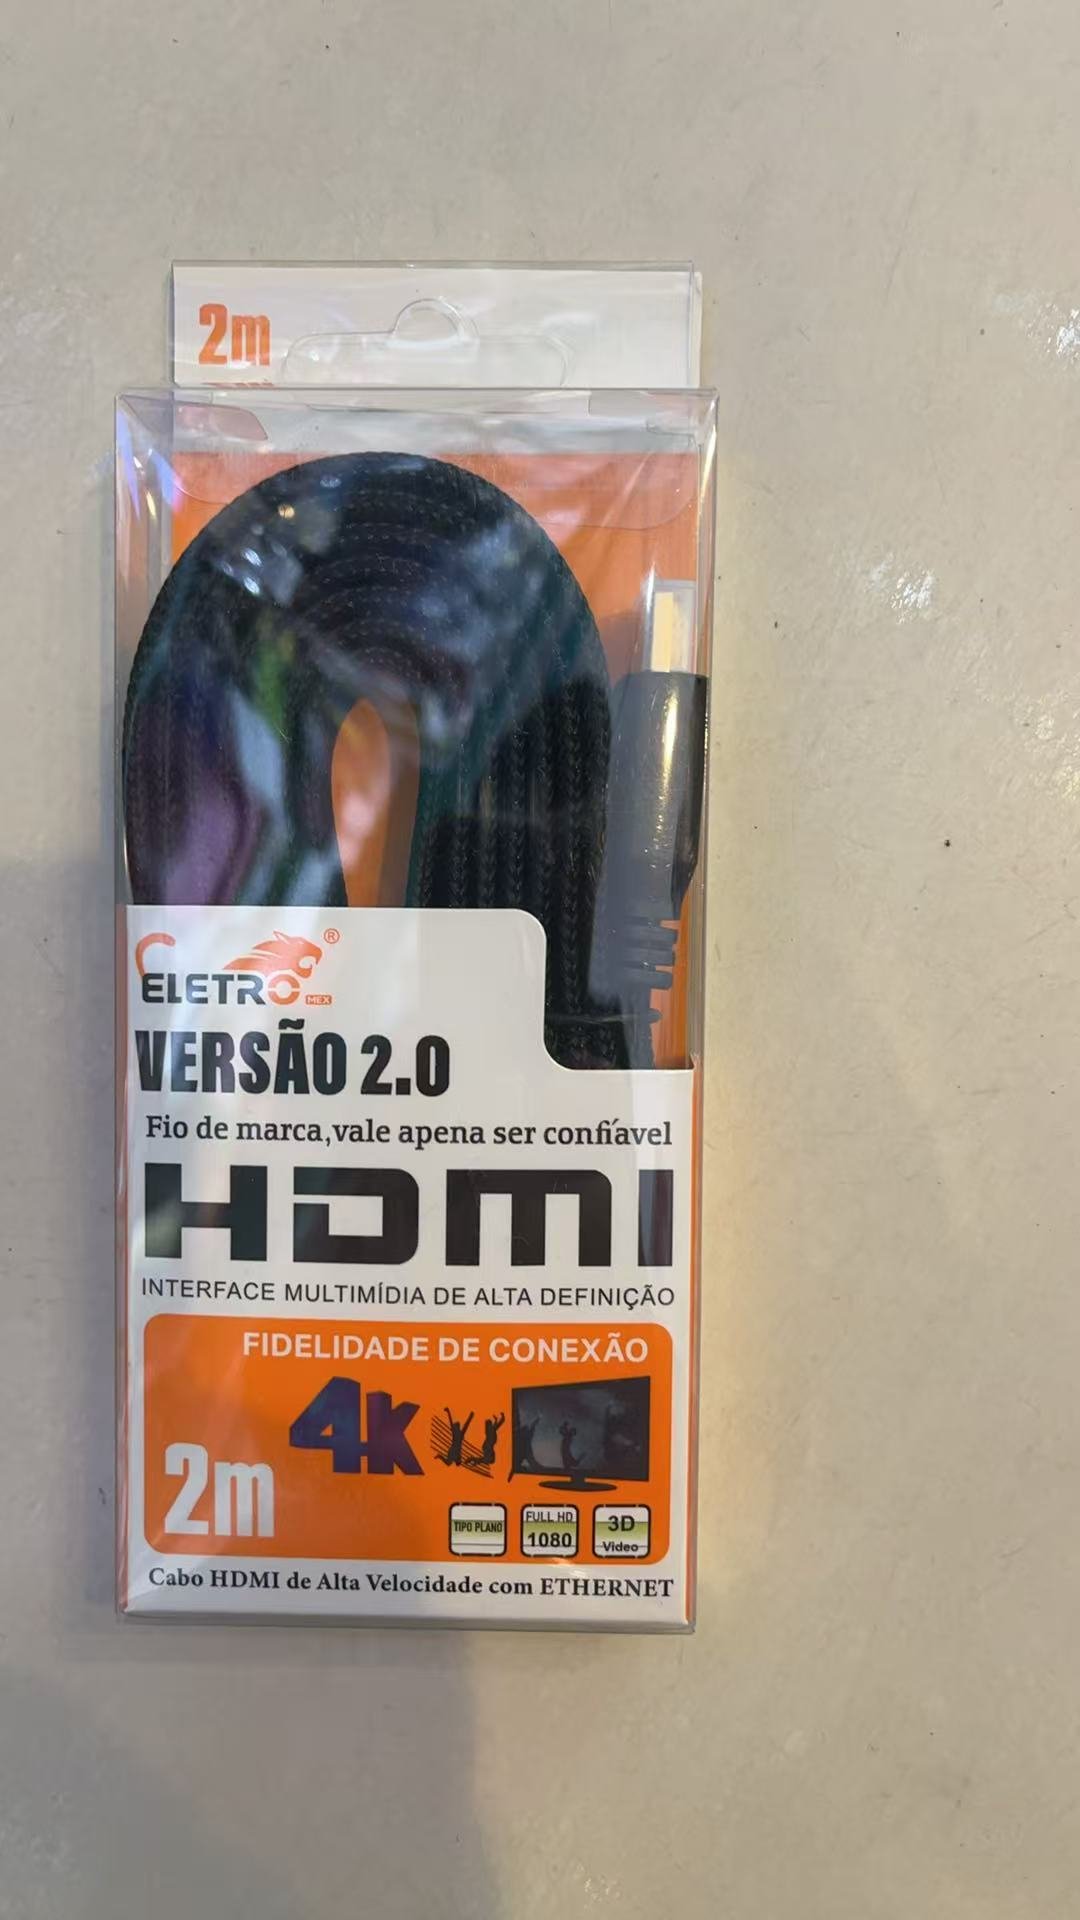 2m
ELETRO
MEX
®
VERSÃO 2.0
Fio de marca,vale apena ser confíavel
HDMI
INTERFACE MULTIMÍDIA DE ALTA DEFINIÇÃO
FIDELIDADE DE CONEXÃO
4K
2m
TIPO PLANO
FULL HD
1080
3D
Video
Cabo HDMI de Alta Velocidade com ETHERNET